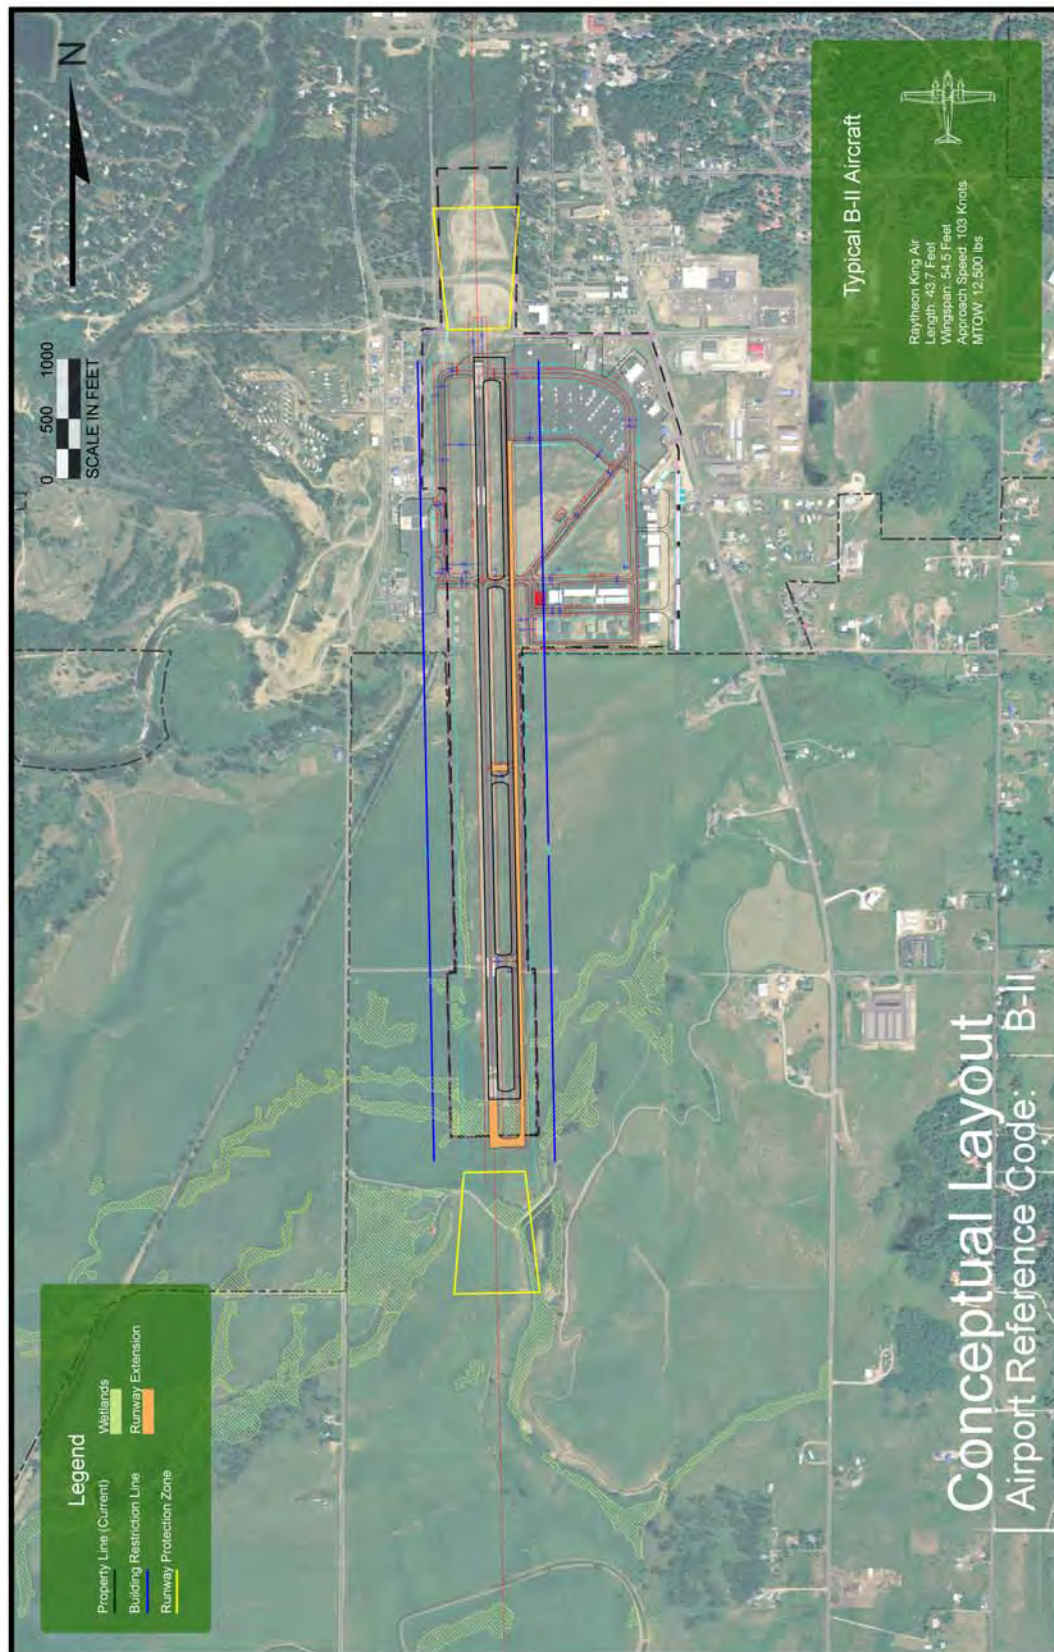 N
0 500 1000
SCALE IN FEET
Typical B-II Aircraft
Raytheon King Air
Length: 43.7 Feet
Wingspan: 54.5 Feet
Approach Speed: 103 Knots
MTOW 12,500 lbs
Legend
Property Line (Current)
Building Restriction Line
Runway Protection Zone
Wetlands
Runway Extension
Conceptual Layout
Airport Reference Code: B-III